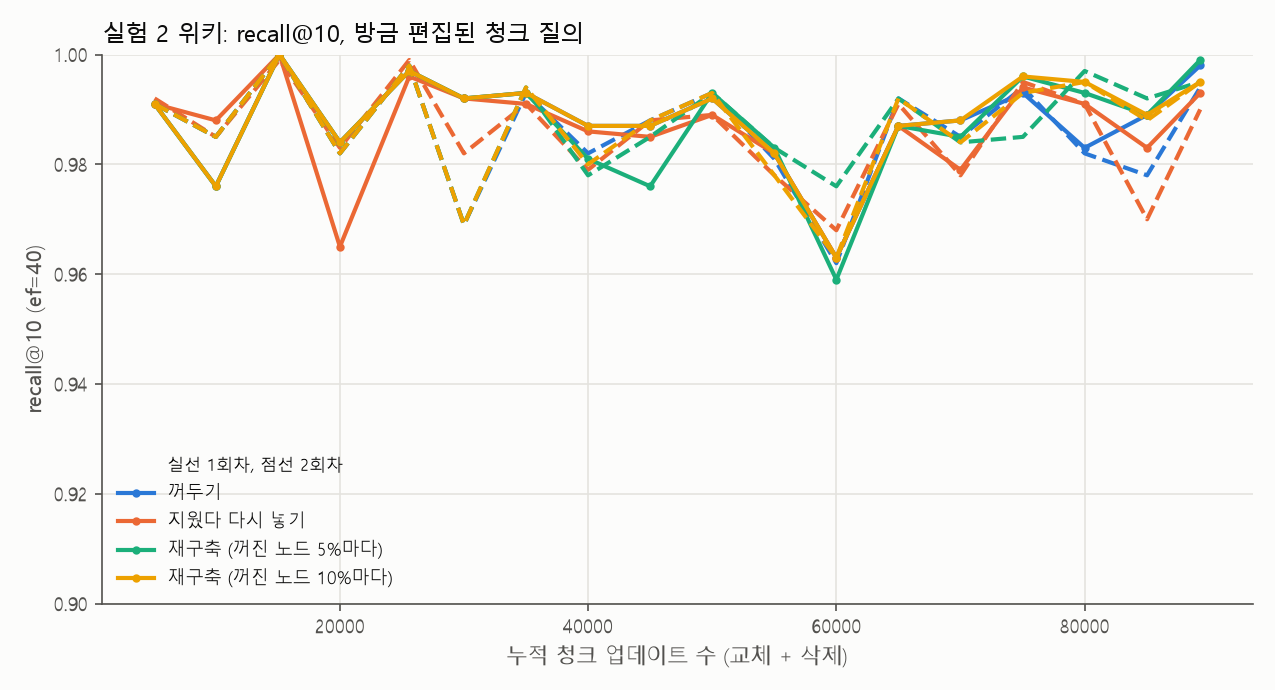 실험 2 위키: recall@10, 방금 편집된 청크 질의
1.00
0.98
0.96
0.94
0.92
0.90
recall@10 (ef=40)
실선 1회차, 점선 2회차
꺼두기
지웠다 다시 넣기
재구축 (꺼진 노드 5%마다)
재구축 (꺼진 노드 10%마다)
20000 40000 60000 80000
누적 청크 업데이트 수 (교체 + 삭제)